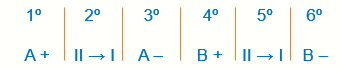 1º 2º 3º 4º 5º 6º
A + II → I A – B + II → I B –